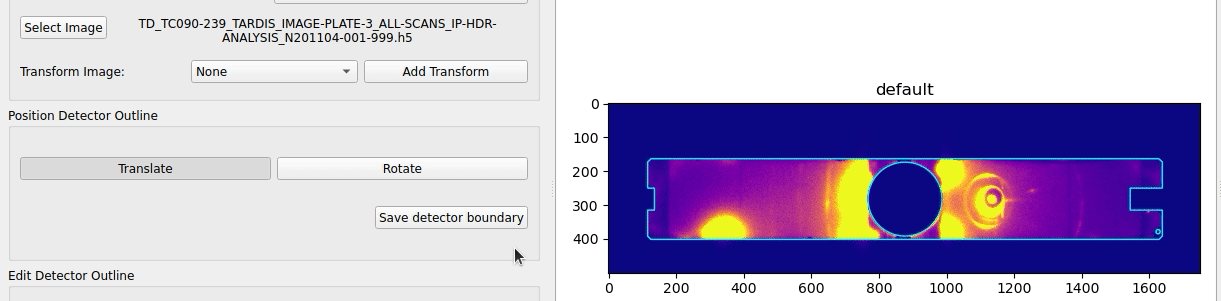 Select Image
TD_TC090-239_TARDIS_IMAGE-PLATE-3_ALL-SCANS_IP-HDR-
ANALYSIS_N201104-001-999.h5
Transform Image:
None
Add Transform
Position Detector Outline
Translate
Rotate
Save detector boundary
Edit Detector Outline
default
0
100
200
300
400
0 200 400 600 800 1000 1200 1400 1600